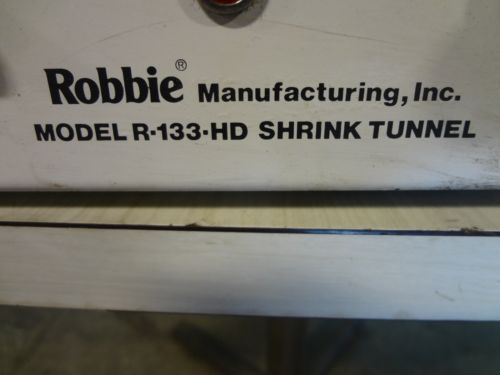 Robbie® Manufacturing, Inc.
MODEL R-133-HD SHRINK TUNNEL